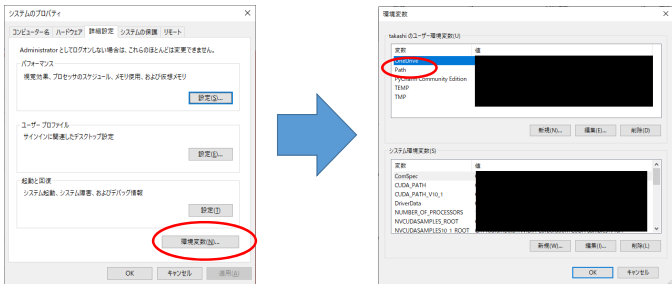 システムのプロパティ
コンピューター名 ハードウェア 詳細設定 システムの保護 リモート
Administrator としてログオンしない場合は、これらのほとんどは変更できません。
パフォーマンス
視覚効果、プロセッサのスケジュール、メモリ使用、および仮想メモリ
設定(S)...
ユーザー プロファイル
サインインに関連したデスクトップ設定
設定(E)...
起動と回復
システム起動、システム障害、およびデバッグ情報
設定(T)
環境変数(N)...
OK キャンセル 適用(A)
環境変数
takashi のユーザー環境変数(U)
変数 値
OneDrive
Path
PyCharm Community Edition
TEMP
TMP
新規(N)... 編集(E)... 削除(D)
システム環境変数(S)
変数 値
ComSpec
CUDA_PATH
CUDA_PATH_V10_1
DriverData
NUMBER_OF_PROCESSORS
NVCUDASAMPLES_ROOT
NVCUDASAMPLES10_1_ROOT
新規(W)... 編集(I)... 削除(L)
OK キャンセル